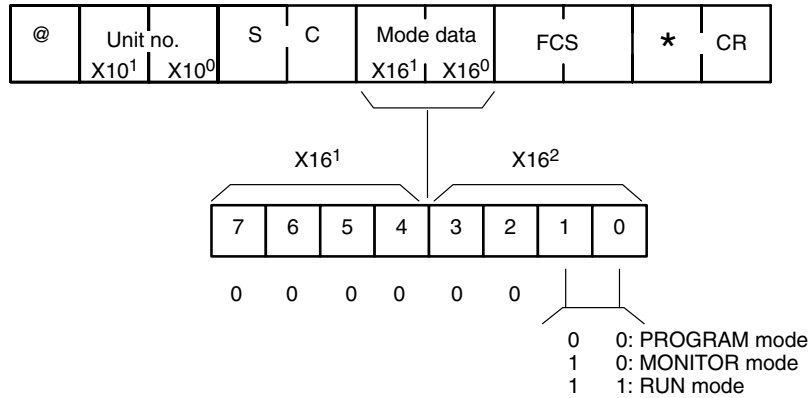 @ Unit no. S C Mode data FCS * CR
X10¹ X10⁰ X16¹ X16⁰
X16¹ X16²
7 6 5 4 3 2 1 0
0 0 0 0 0 0
0 0: PROGRAM mode
1 0: MONITOR mode
1 1: RUN mode